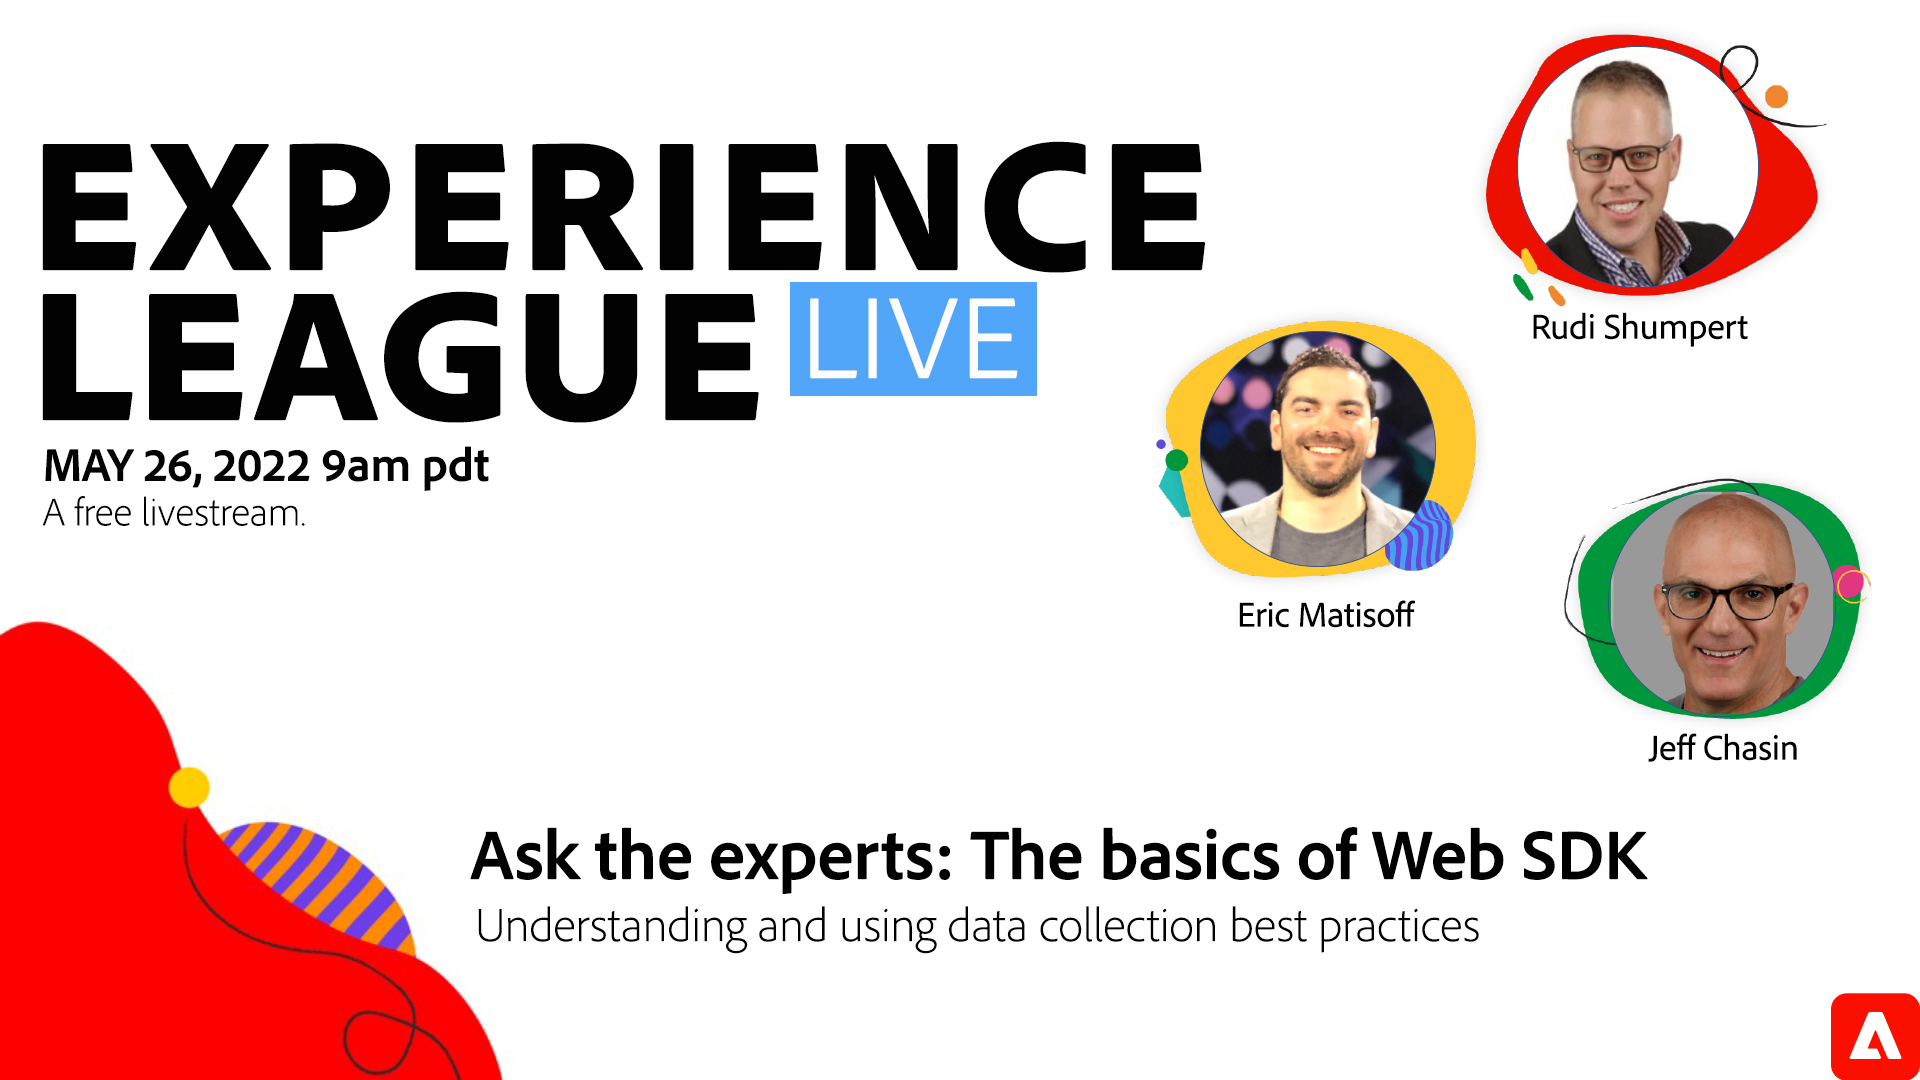 EXPERIENCE
LEAGUE LIVE
MAY 26, 2022 9am pdt
A free livestream.
Rudi Shumpert
Eric Matisoff
Jeff Chasin
Ask the experts: The basics of Web SDK
Understanding and using data collection best practices